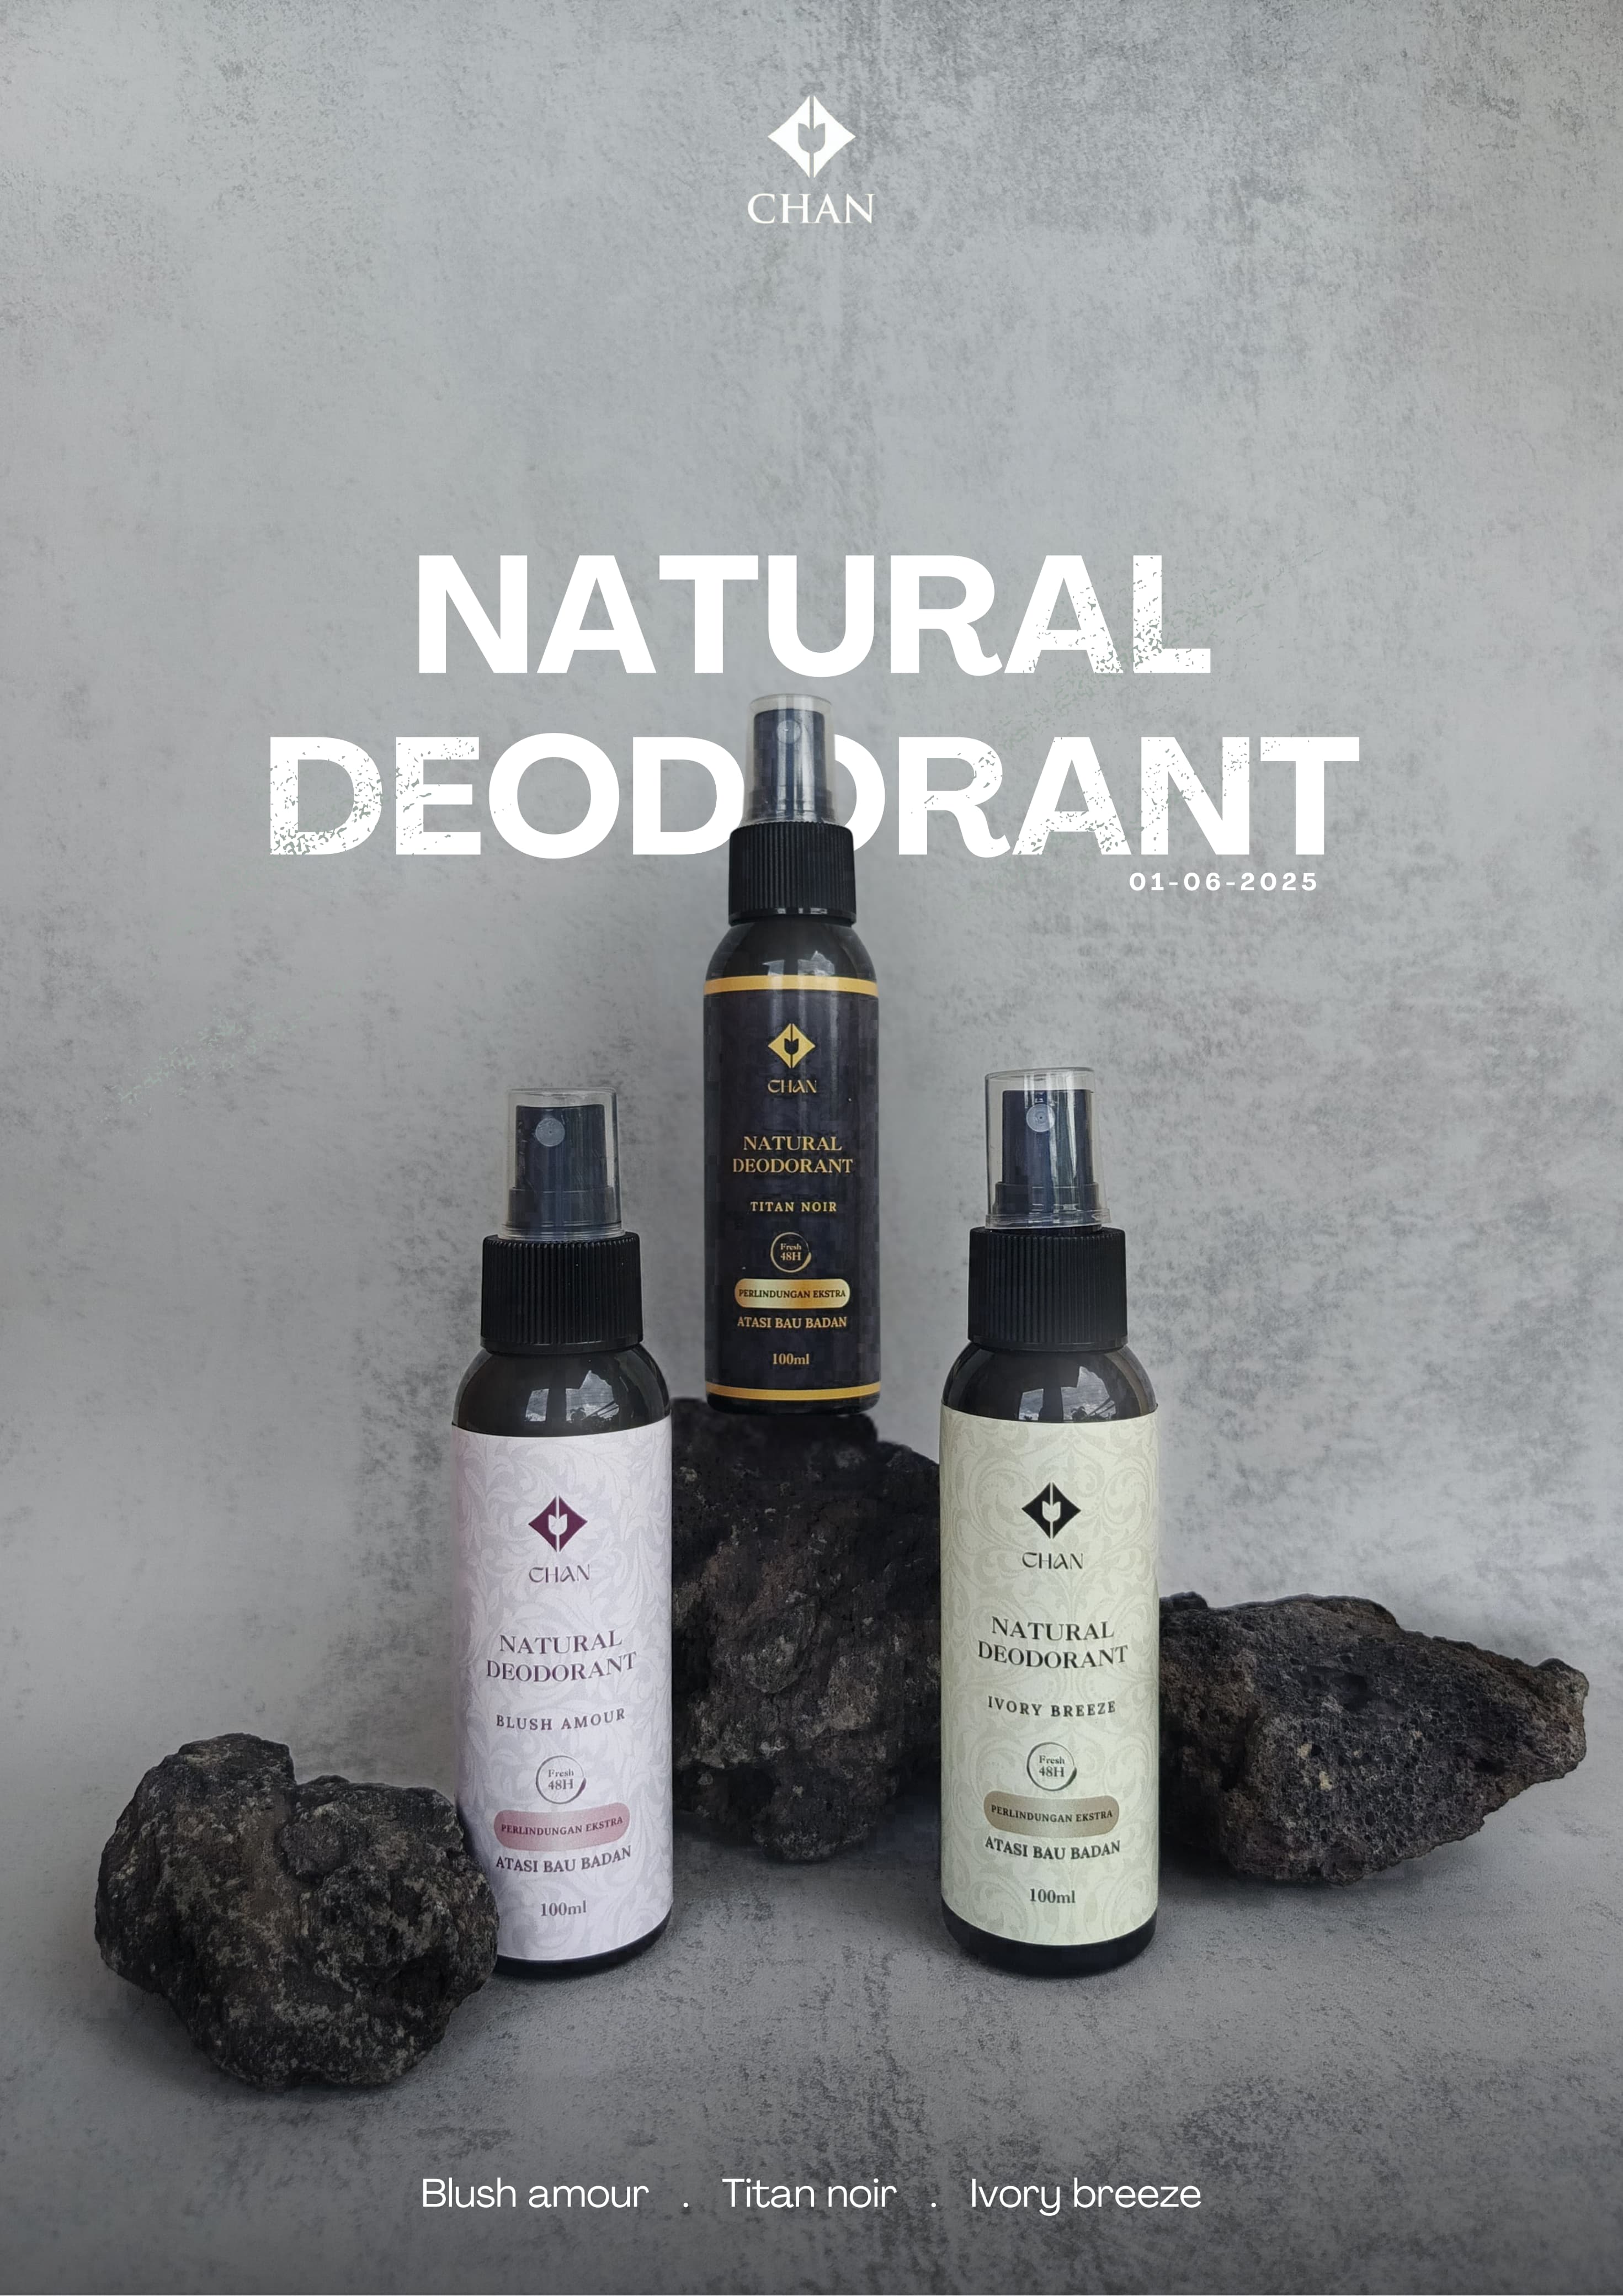 CHAN
NATURAL
DEODORANT
01-06-2025
CHAN
NATURAL
DEODORANT
TITAN NOIR
Fresh
48H
PERLINDUNGAN EKSTRA
ATASI BAU BADAN
100ml
CHAN
NATURAL
DEODORANT
BLUSH AMOUR
Fresh
48H
PERLINDUNGAN EKSTRA
ATASI BAU BADAN
100ml
CHAN
NATURAL
DEODORANT
IVORY BREEZE
Fresh
48H
PERLINDUNGAN EKSTRA
ATASI BAU BADAN
100ml
Blush amour . Titan noir . Ivory breeze